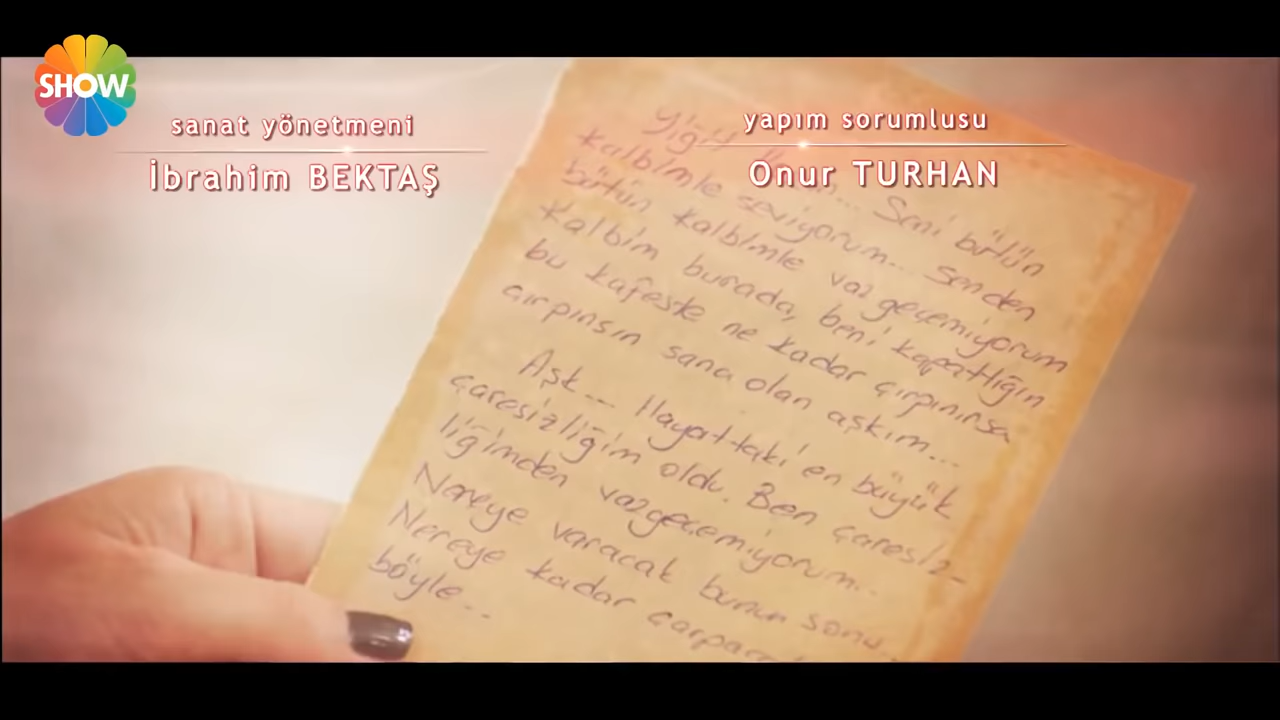 SHOW
sanat yönetmeni
İbrahim BEKTAŞ
yapım sorumlusu
Onur TURHAN
Yiğit ... Seni bütün
kalbimle seviyorum... Senden
bütün kalbimle vazgeçemiyorum
Kalbim burada, beni kapattığın
bu kafeste ne kadar çırpınırsa
çırpınsın sana olan aşkım...
Aşk... Hayattaki en büyük
çaresizliğim oldu. Ben çaresiz-
liğimden vazgeçemiyorum..
Nereye varacak bunun sonu...
Nereye kadar
böyle..